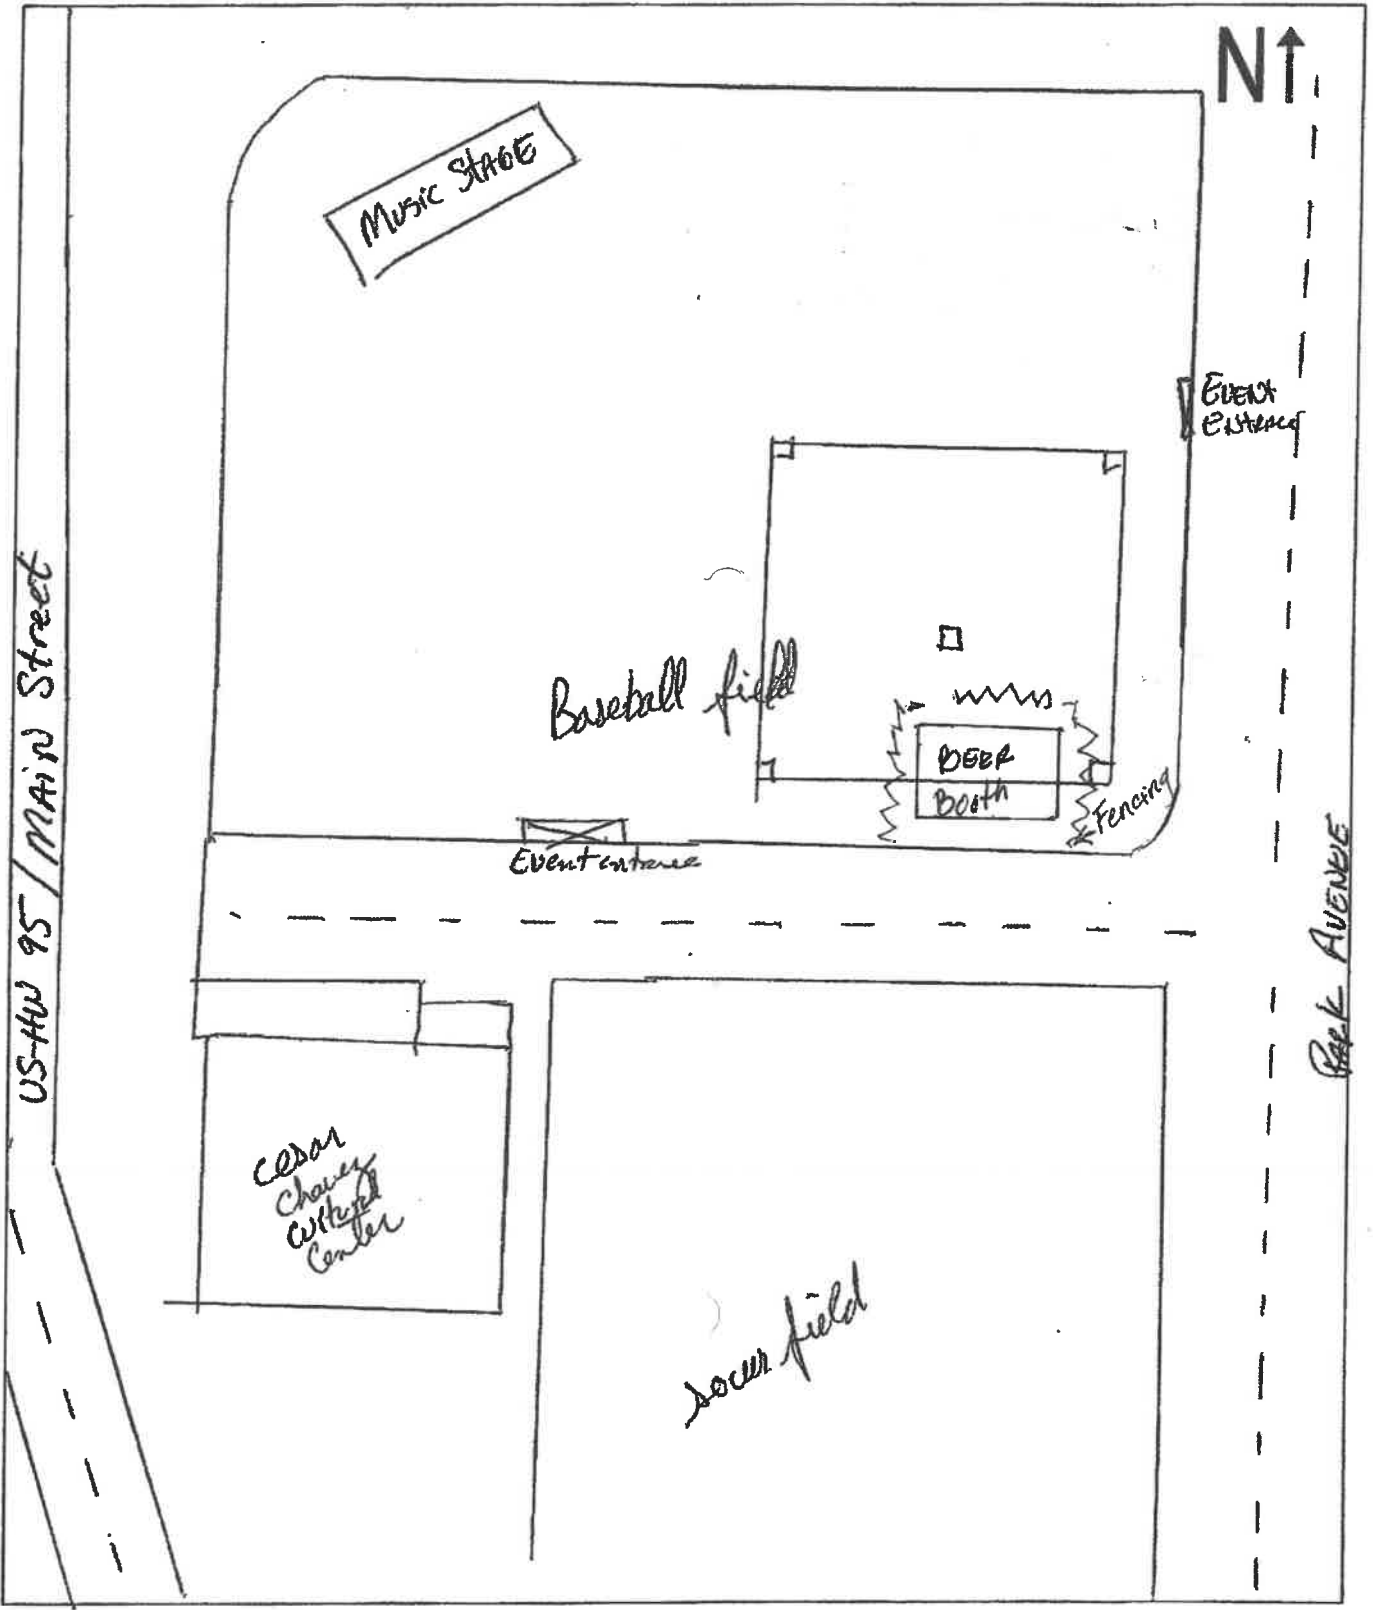 N
Music STAGE
EVENT
ENTRANCE
Baseball field
BEER
Booth
Fencing
Event entrance
US-HW 95/MAIN Street
PARK AVENUE
cesar
Chavez
Cultural
Center
soccer field